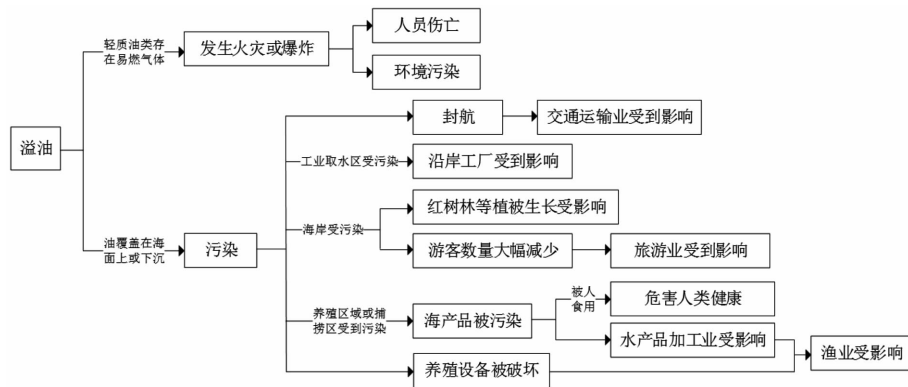 轻质油类存
在易燃气体
发生火灾或爆炸
人员伤亡
环境污染
溢油
封航
交通运输业受到影响
工业取水区受污染
沿岸工厂受到影响
红树林等植被生长受影响
海岸受污染
油覆盖在海
面上或下沉
污染
游客数量大幅减少
旅游业受到影响
养殖区域或捕
捞区受到污染
海产品被污染
被人
食用
危害人类健康
水产品加工业受影响
渔业受影响
养殖设备被破坏